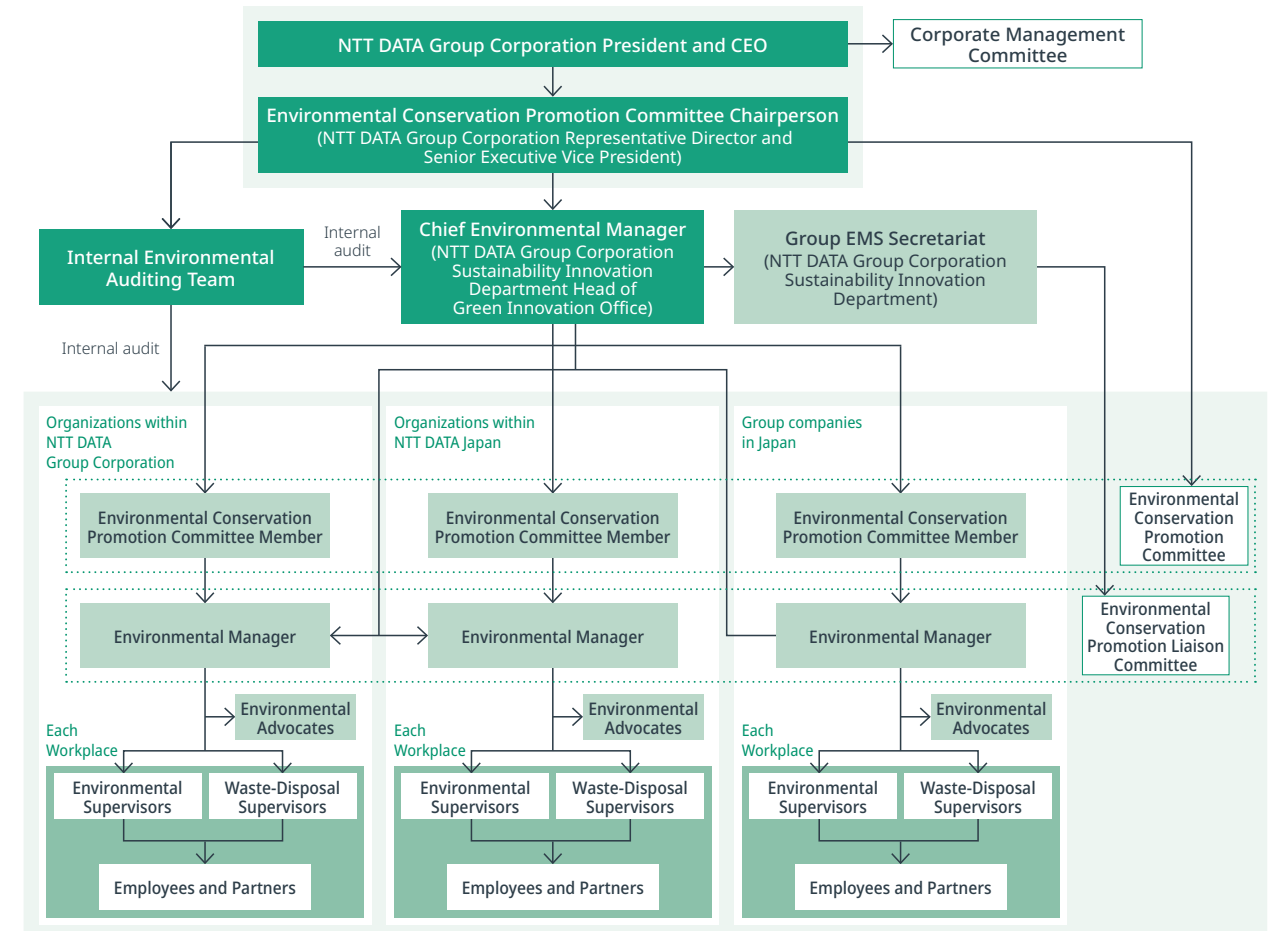 NTT DATA Group Corporation President and CEO
Corporate Management
Committee
Environmental Conservation Promotion Committee Chairperson
(NTT DATA Group Corporation Representative Director and
Senior Executive Vice President)
Internal Environmental
Auditing Team
Internal
audit
Chief Environmental Manager
(NTT DATA Group Corporation
Sustainability Innovation
Department Head of
Green Innovation Office)
Group EMS Secretariat
(NTT DATA Group Corporation
Sustainability Innovation
Department)
Internal audit
Organizations within
NTT DATA
Group Corporation
Organizations within
NTT DATA Japan
Group companies
in Japan
Environmental Conservation
Promotion Committee Member
Environmental Conservation
Promotion Committee Member
Environmental Conservation
Promotion Committee Member
Environmental
Conservation
Promotion
Committee
Environmental Manager
Environmental Manager
Environmental Manager
Environmental
Conservation
Promotion Liaison
Committee
Environmental
Advocates
Environmental
Advocates
Environmental
Advocates
Each
Workplace
Each
Workplace
Each
Workplace
Environmental
Supervisors
Waste-Disposal
Supervisors
Environmental
Supervisors
Waste-Disposal
Supervisors
Environmental
Supervisors
Waste-Disposal
Supervisors
Employees and Partners
Employees and Partners
Employees and Partners